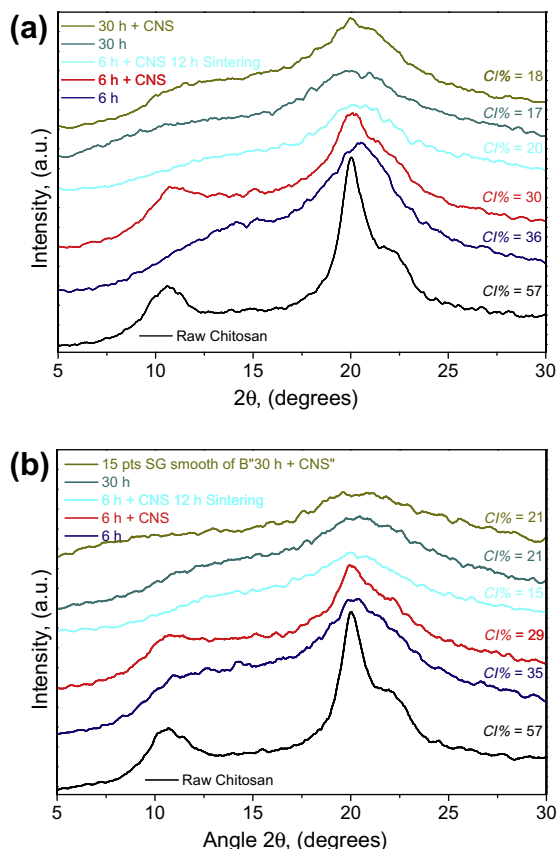 (a)
30 h + CNS
30 h
6 h + CNS 12 h Sintering
6 h + CNS
6 h
CI% = 18
CI% = 17
CI% = 20
CI% = 30
CI% = 36
CI% = 57
Raw Chitosan
Intensity, (a.u.)
5 10 15 20 25 30
2θ, (degrees)
(b)
15 pts SG smooth of B"30 h + CNS"
30 h
6 h + CNS 12 h Sintering
6 h + CNS
6 h
CI% = 21
CI% = 21
CI% = 15
CI% = 29
CI% = 35
CI% = 57
Raw Chitosan
Intensity, (a.u.)
5 10 15 20 25 30
Angle 2θ, (degrees)